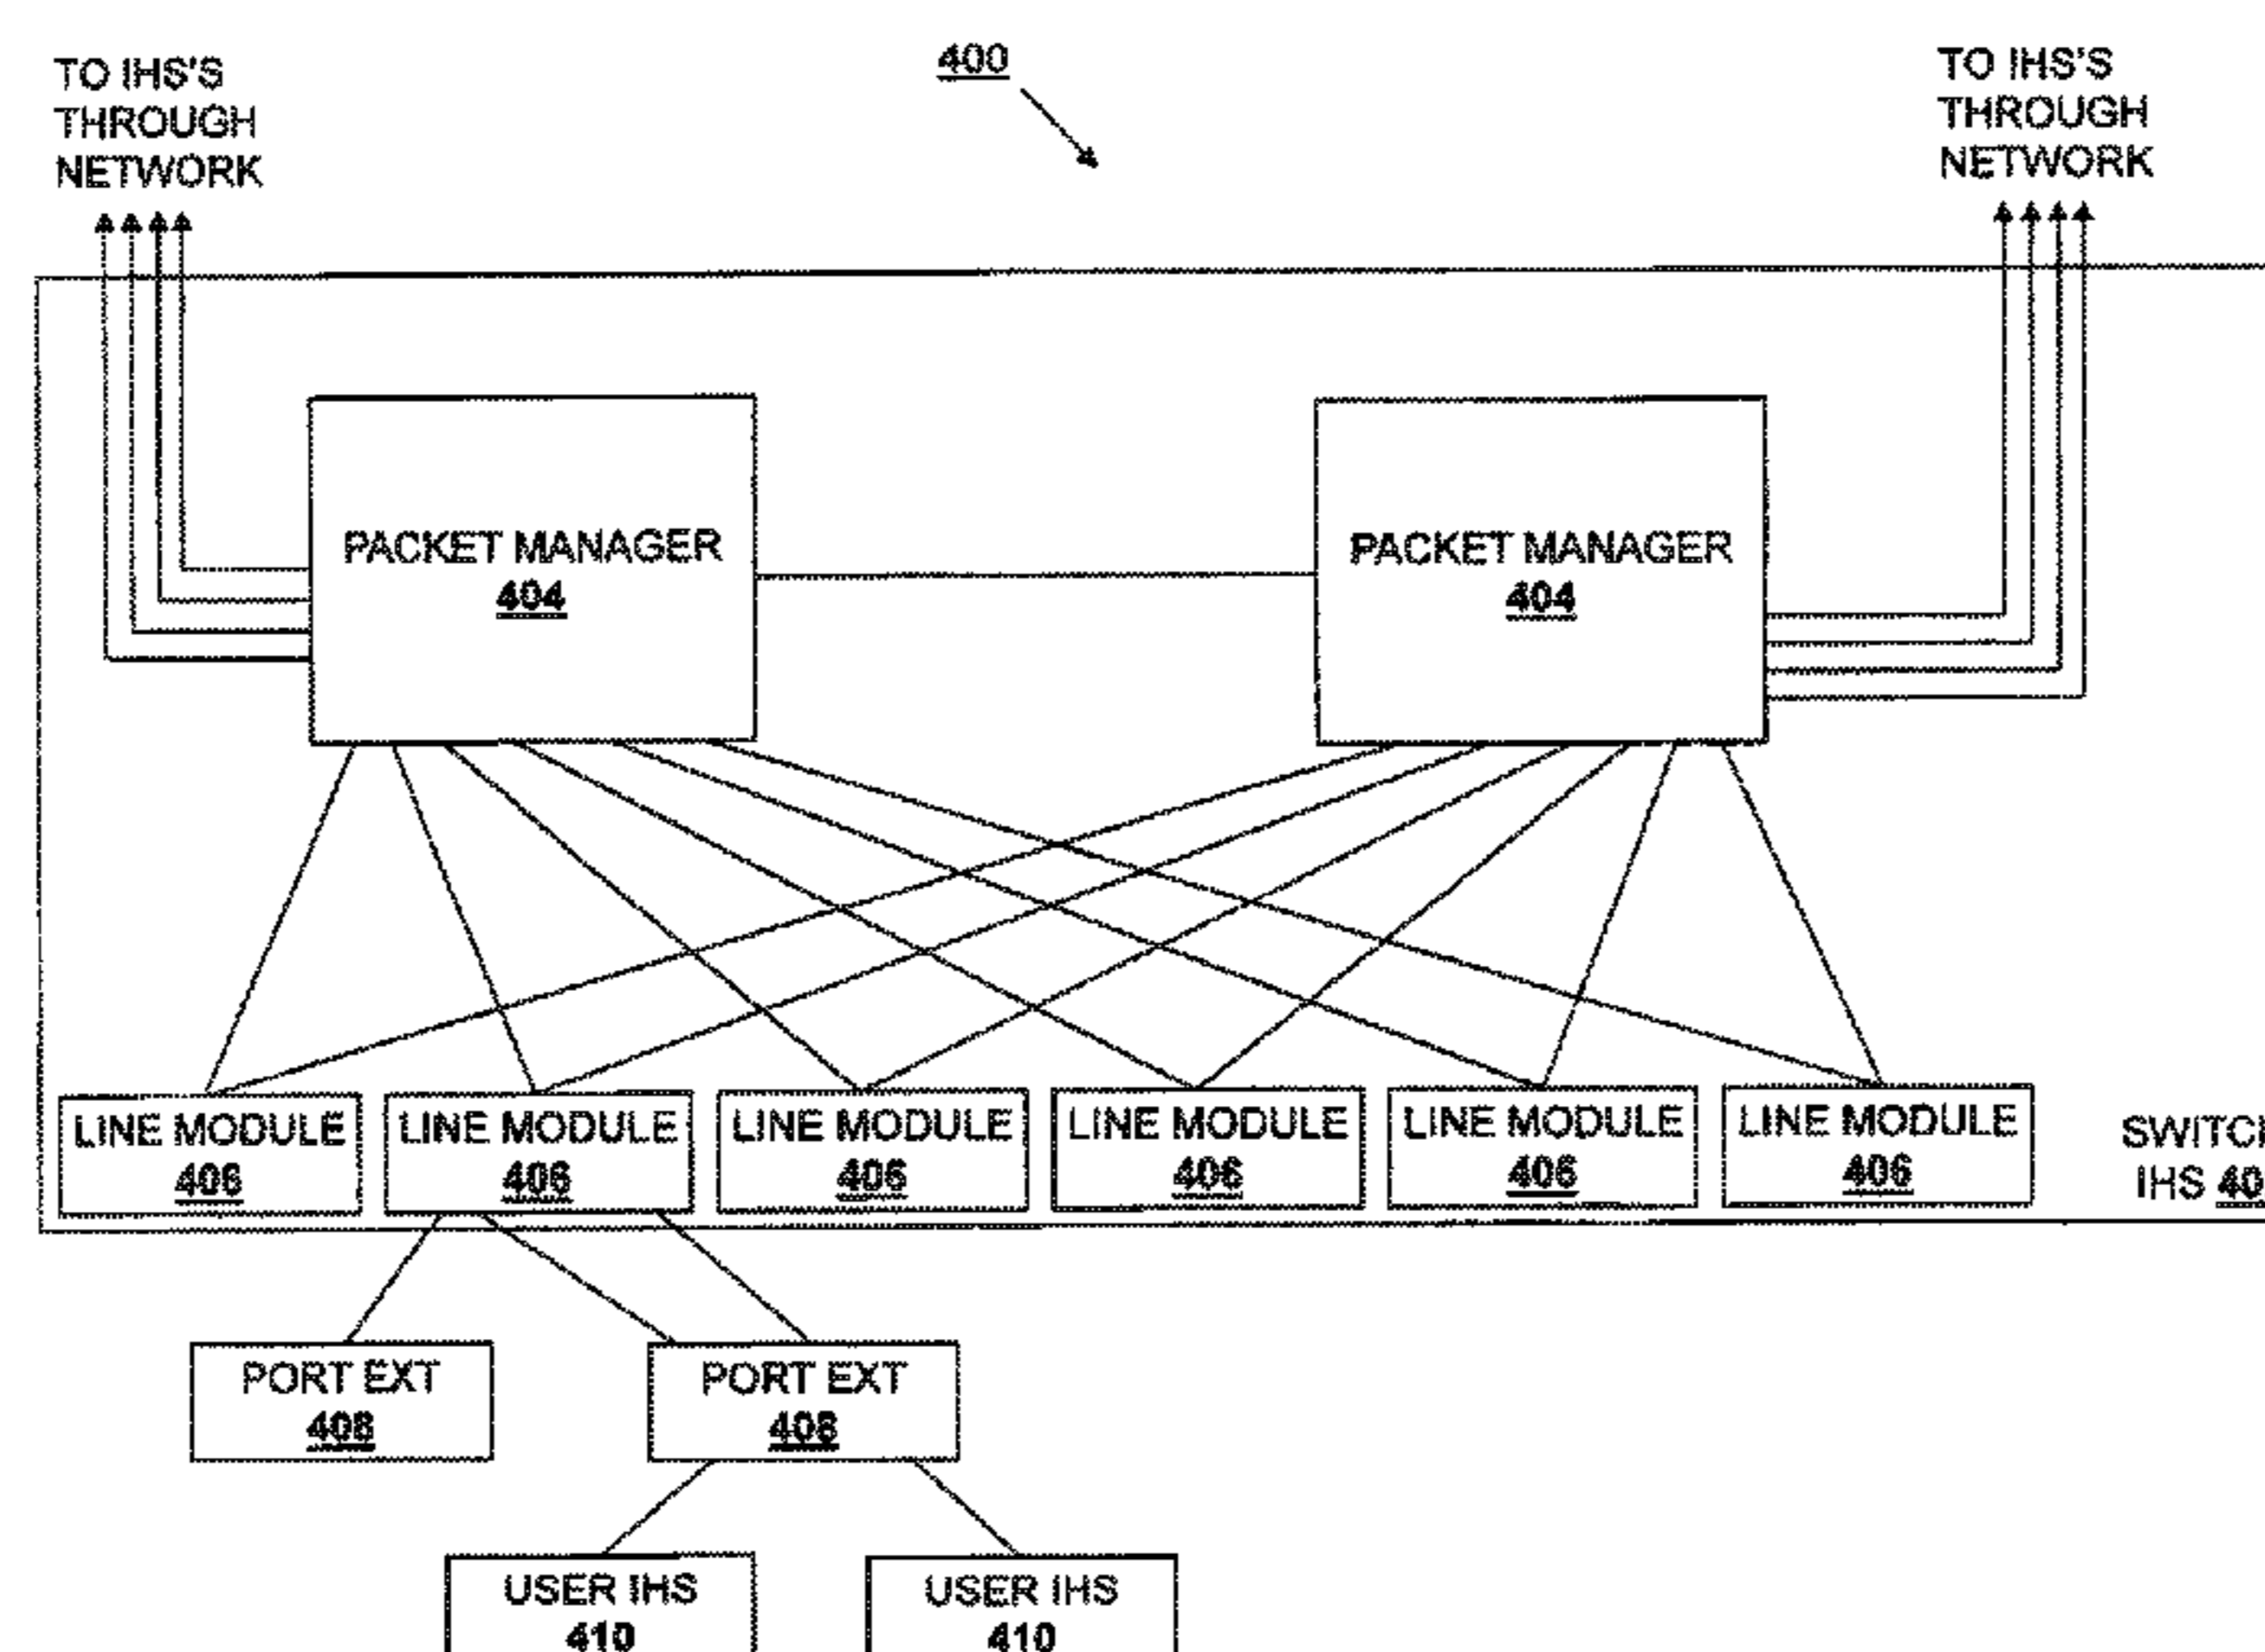 400
TO IHS'S
THROUGH
NETWORK
TO IHS'S
THROUGH
NETWORK
PACKET MANAGER
404
PACKET MANAGER
404
LINE MODULE
406
LINE MODULE
406
LINE MODULE
406
LINE MODULE
406
LINE MODULE
406
LINE MODULE
406
IHS
PORT EXT
408
PORT EXT
408
USER IHS
410
USER IHS
410